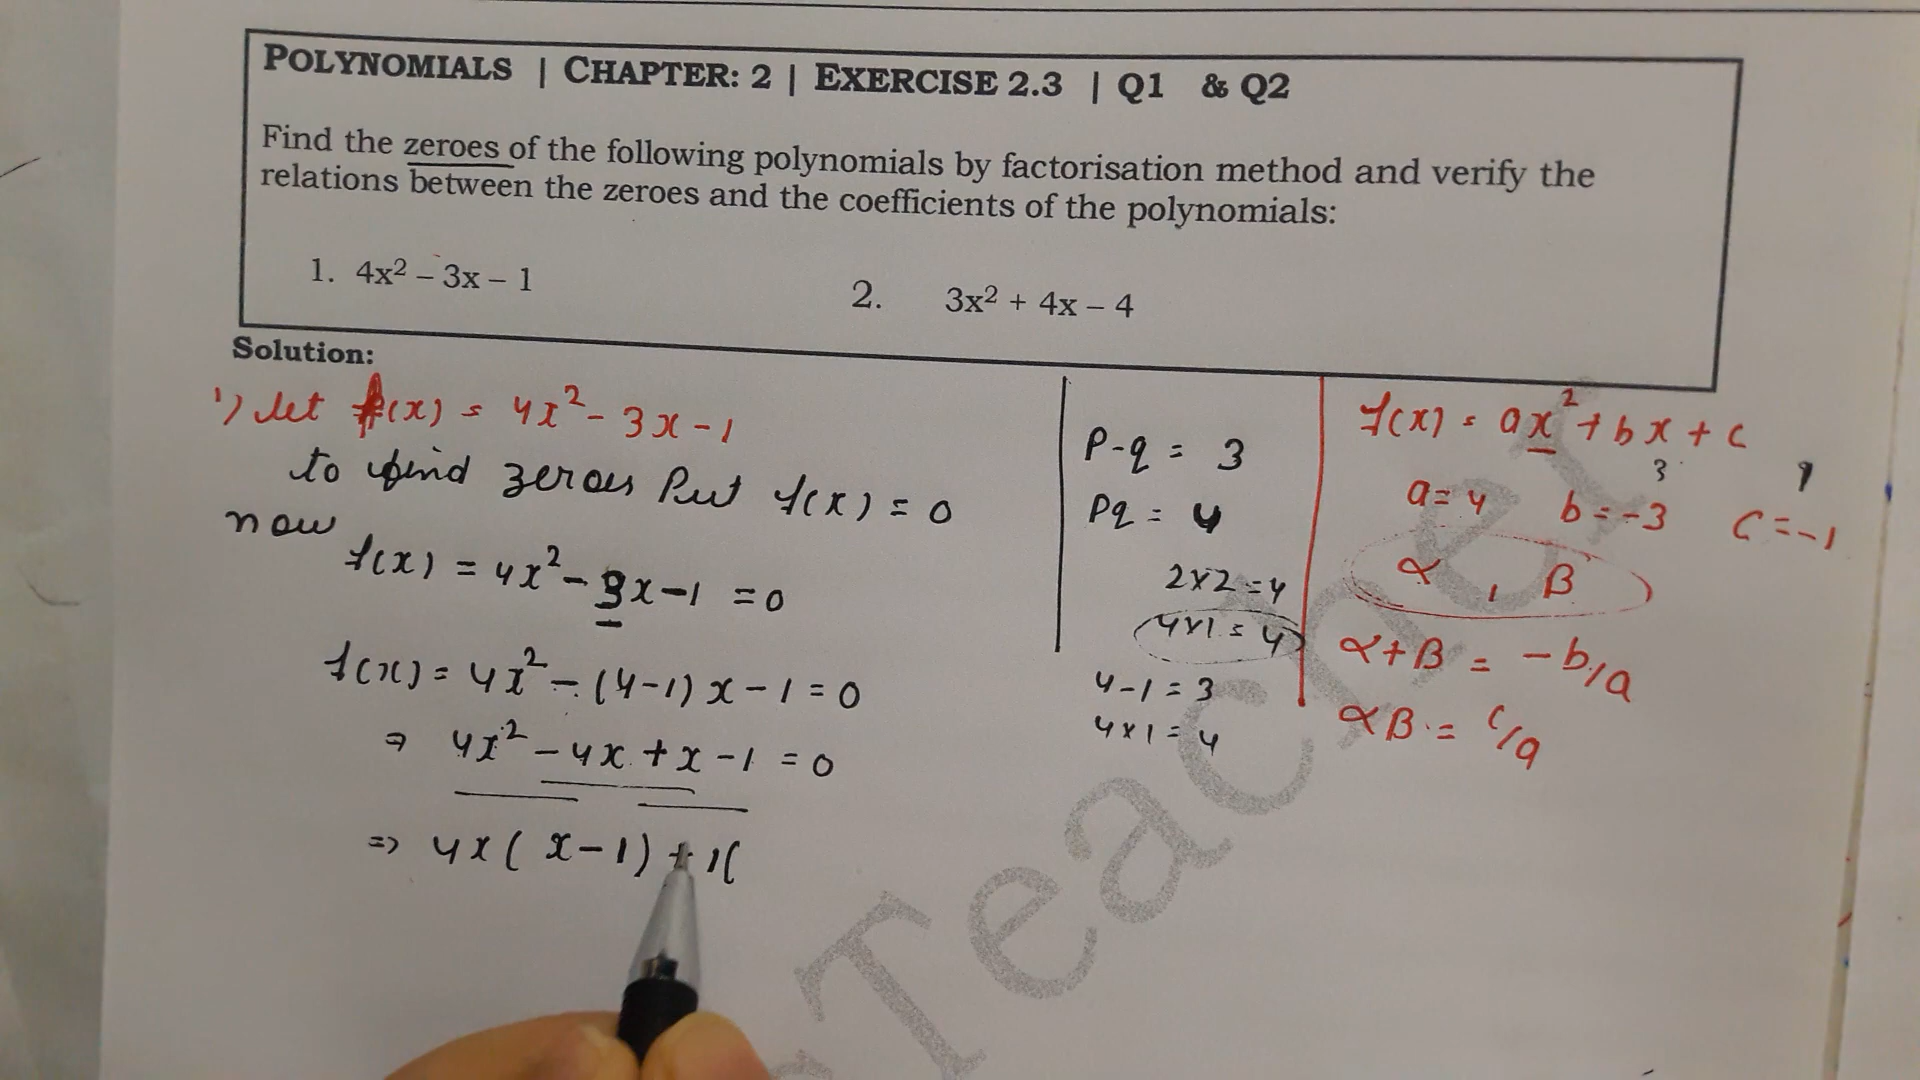 POLYNOMIALS | CHAPTER: 2 | EXERCISE 2.3 | Q1 & Q2
Find the zeroes of the following polynomials by factorisation method and verify the
relations between the zeroes and the coefficients of the polynomials:
1. 4x² – 3x – 1
2. 3x² + 4x – 4
Solution:
1) let f(x) = 4x² - 3x - 1
to find zeroes Put f(x) = 0
now
f(x) = 4x² - 3x - 1 = 0
f(x) = 4x² - (4-1)x - 1 = 0
⇒ 4x² - 4x + x - 1 = 0
⇒ 4x( x - 1) + 1(
P - q = 3
Pq = 4
2×2 = 4
4×1 = 4
4 - 1 = 3
4×1 = 4
f(x) = ax² + bx + c
3 1
a = 4 b = -3 C = -1
α , β
α + β = -b/a
αβ = c/a
Teacher